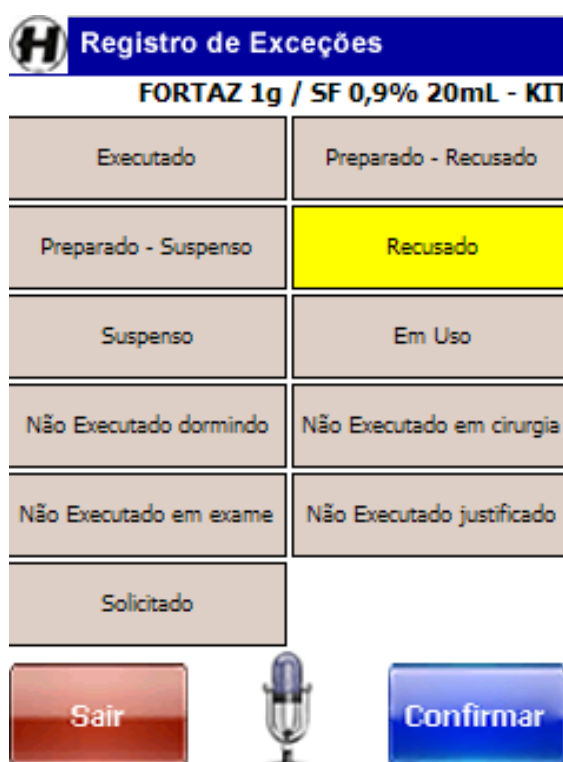 H Registro de Exceções
FORTAZ 1g / SF 0,9% 20mL - KIT
Executado
Preparado - Recusado
Preparado - Suspenso
Recusado
Suspenso
Em Uso
Não Executado dormindo
Não Executado em cirurgia
Não Executado em exame
Não Executado justificado
Solicitado
Sair
Confirmar